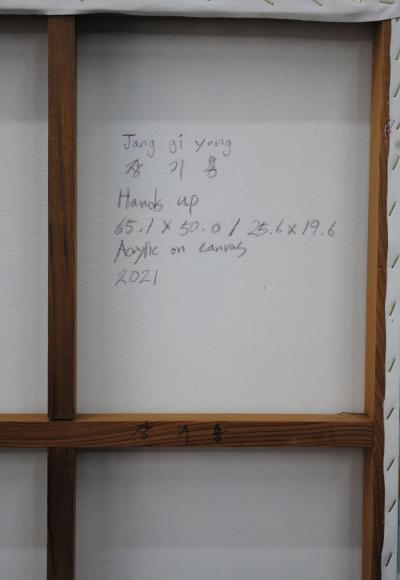 Jang gi yong
장 기 용
Hands up
65.1 x 50.0 / 25.6 x 19.6
Acrylic on canvas
2021
장 기 용